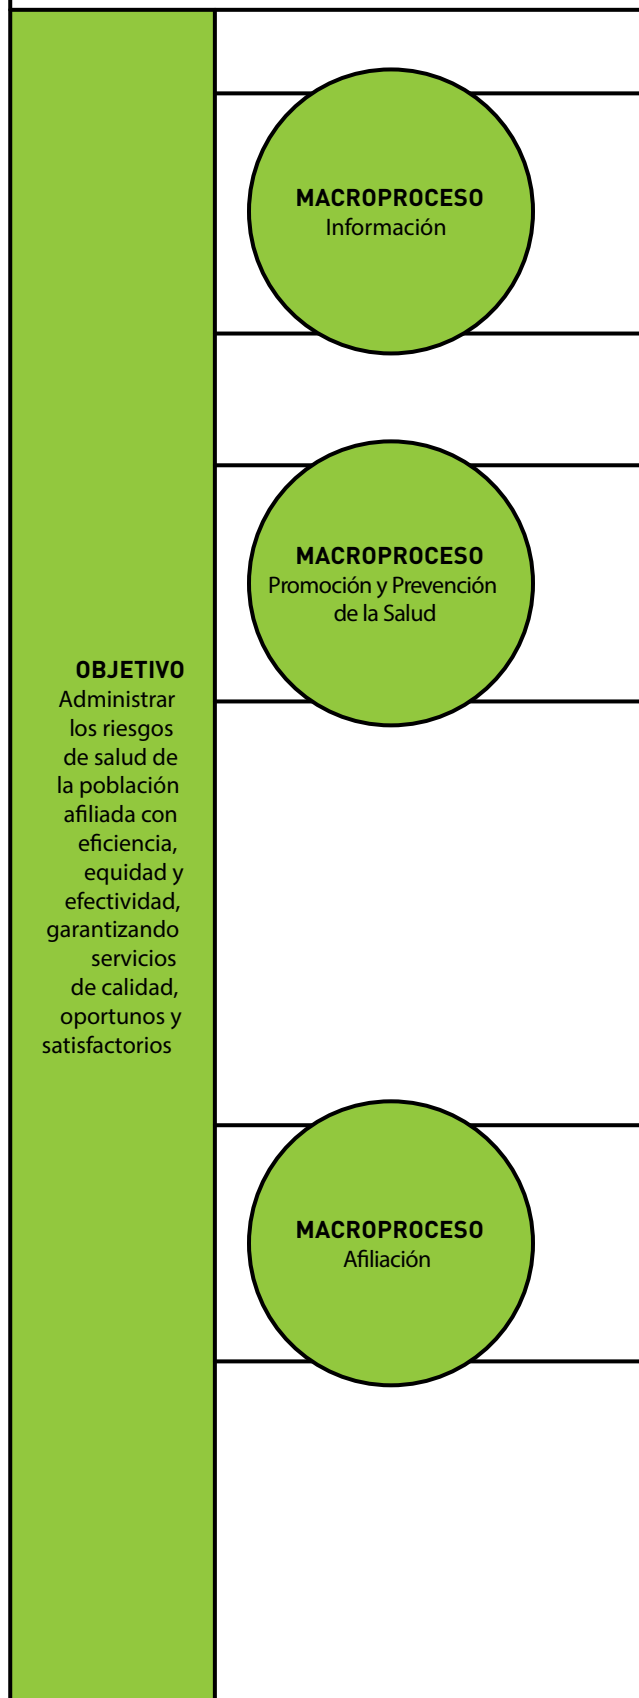 MACROPROCESO
Información
MACROPROCESO
Promoción y Prevención
de la Salud
OBJETIVO
Administrar
los riesgos
de salud de
la población
afiliada con
eficiencia,
equidad y
efectividad,
garantizando
servicios
de calidad,
oportunos y
satisfactorios
MACROPROCESO
Afiliación